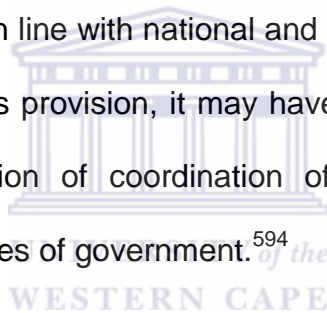 n line with national and
s provision, it may have
ion of coordination of
es of government.594
UNIVERSITY of the
WESTERN CAPE